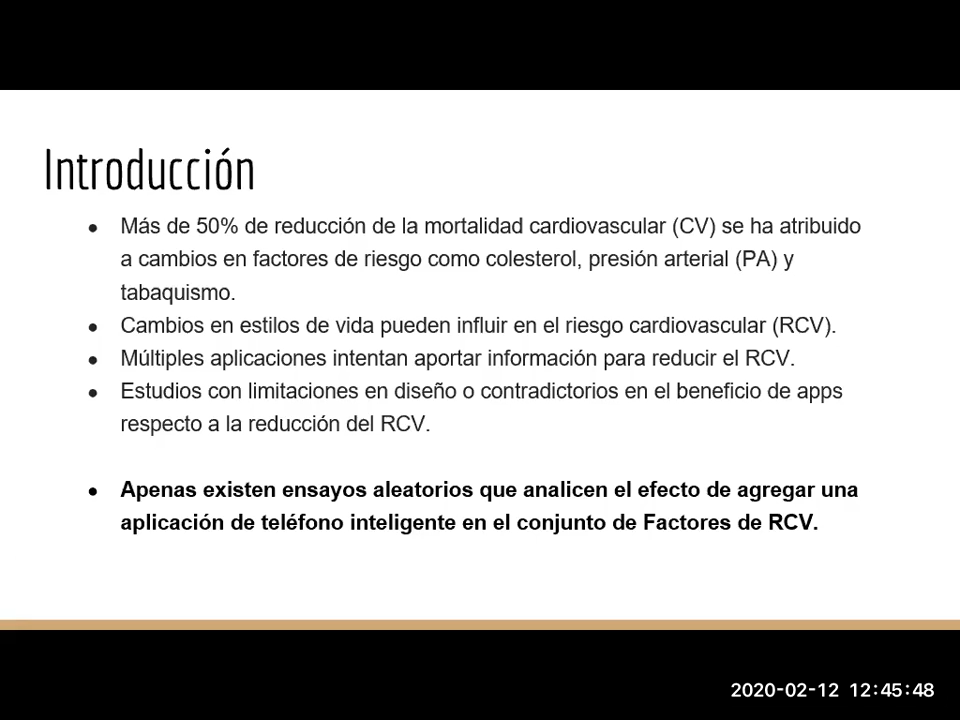 Introducción
● Más de 50% de reducción de la mortalidad cardiovascular (CV) se ha atribuido
a cambios en factores de riesgo como colesterol, presión arterial (PA) y
tabaquismo.
● Cambios en estilos de vida pueden influir en el riesgo cardiovascular (RCV).
● Múltiples aplicaciones intentan aportar información para reducir el RCV.
● Estudios con limitaciones en diseño o contradictorios en el beneficio de apps
respecto a la reducción del RCV.
● Apenas existen ensayos aleatorios que analicen el efecto de agregar una
aplicación de teléfono inteligente en el conjunto de Factores de RCV.
2020-02-12 12:45:48